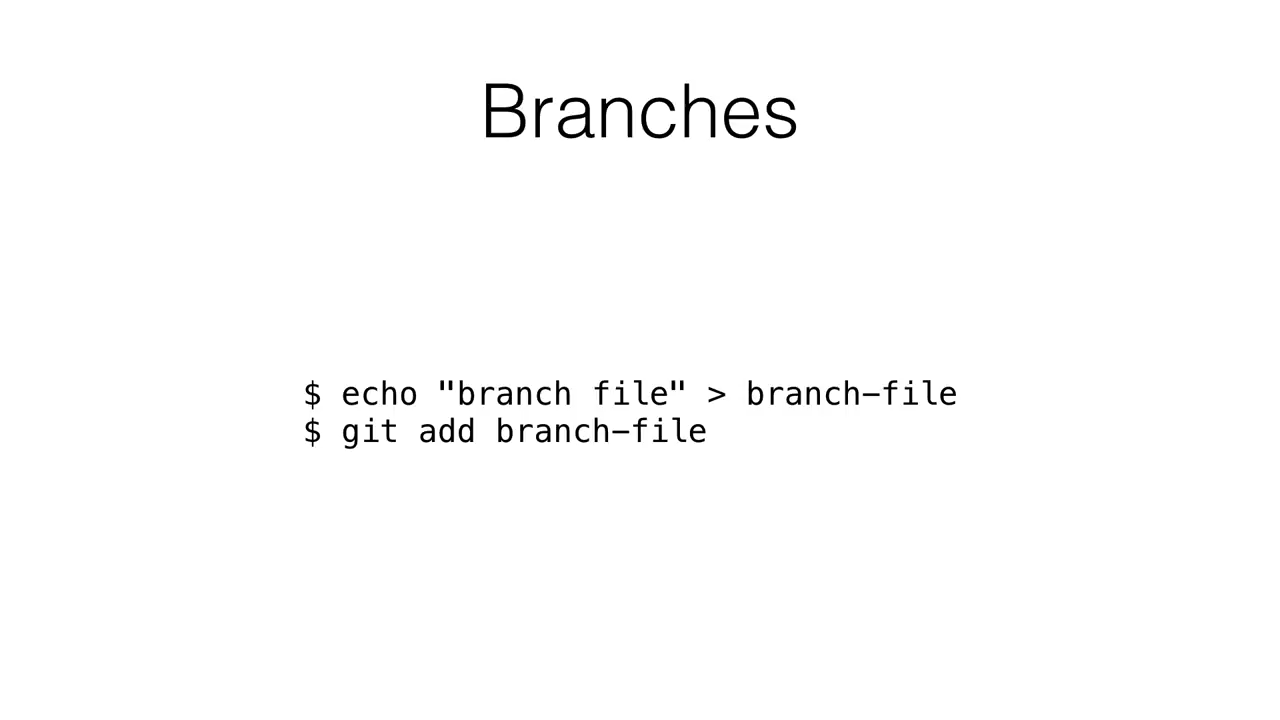 Branches
$ echo "branch file" > branch-file
$ git add branch-file